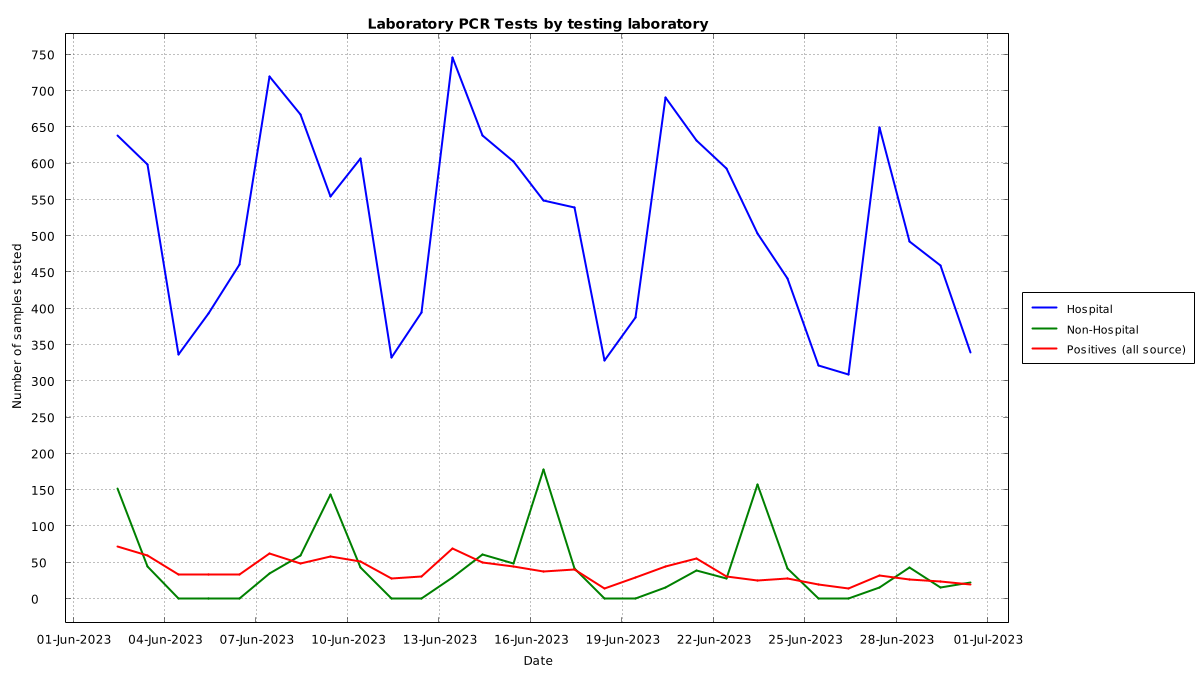 Laboratory PCR Tests by testing laboratory
Number of samples tested
750
700
650
600
550
500
450
400
350
300
250
200
150
100
50
0
Hospital
Non-Hospital
Positives (all source)
01-Jun-2023 04-Jun-2023 07-Jun-2023 10-Jun-2023 13-Jun-2023 16-Jun-2023 19-Jun-2023 22-Jun-2023 25-Jun-2023 28-Jun-2023 01-Jul-2023
Date